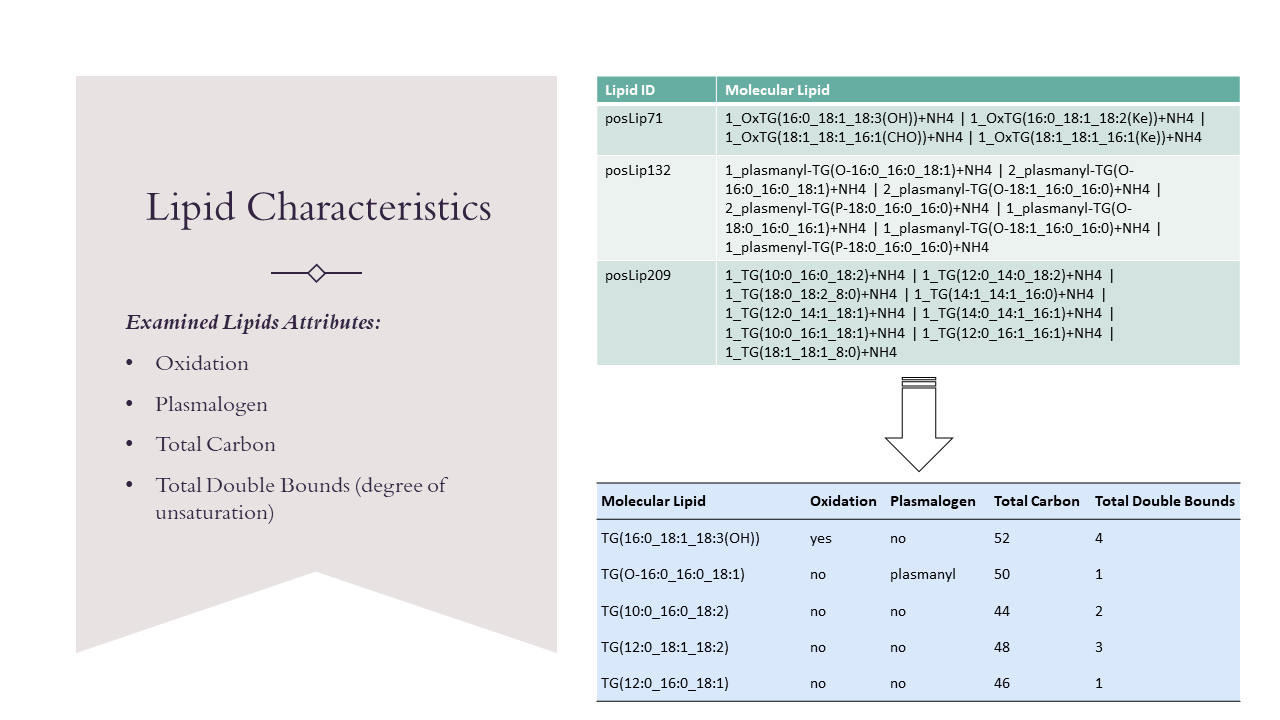 Lipid Characteristics
Examined Lipids Attributes:
• Oxidation
• Plasmalogen
• Total Carbon
• Total Double Bounds (degree of
unsaturation)
Lipid ID Molecular Lipid
posLip71 1_OxTG(16:0_18:1_18:3(OH))+NH4 | 1_OxTG(16:0_18:1_18:2(Ke))+NH4 |
1_OxTG(18:1_18:1_16:1(CHO))+NH4 | 1_OxTG(18:1_18:1_16:1(Ke))+NH4
posLip132 1_plasmanyl-TG(O-16:0_16:0_18:1)+NH4 | 2_plasmanyl-TG(O-
16:0_16:0_18:1)+NH4 | 2_plasmanyl-TG(O-18:1_16:0_16:0)+NH4 |
2_plasmenyl-TG(P-18:0_16:0_16:0)+NH4 | 1_plasmanyl-TG(O-
18:0_16:0_16:1)+NH4 | 1_plasmanyl-TG(O-18:1_16:0_16:0)+NH4 |
1_plasmenyl-TG(P-18:0_16:0_16:0)+NH4
posLip209 1_TG(10:0_16:0_18:2)+NH4 | 1_TG(12:0_14:0_18:2)+NH4 |
1_TG(18:0_18:2_8:0)+NH4 | 1_TG(14:1_14:1_16:0)+NH4 |
1_TG(12:0_14:1_18:1)+NH4 | 1_TG(14:0_14:1_16:1)+NH4 |
1_TG(10:0_16:1_18:1)+NH4 | 1_TG(12:0_16:1_16:1)+NH4 |
1_TG(18:1_18:1_8:0)+NH4
Molecular Lipid Oxidation Plasmalogen Total Carbon Total Double Bounds
TG(16:0_18:1_18:3(OH)) yes no 52 4
TG(O-16:0_16:0_18:1) no plasmanyl 50 1
TG(10:0_16:0_18:2) no no 44 2
TG(12:0_18:1_18:2) no no 48 3
TG(12:0_16:0_18:1) no no 46 1